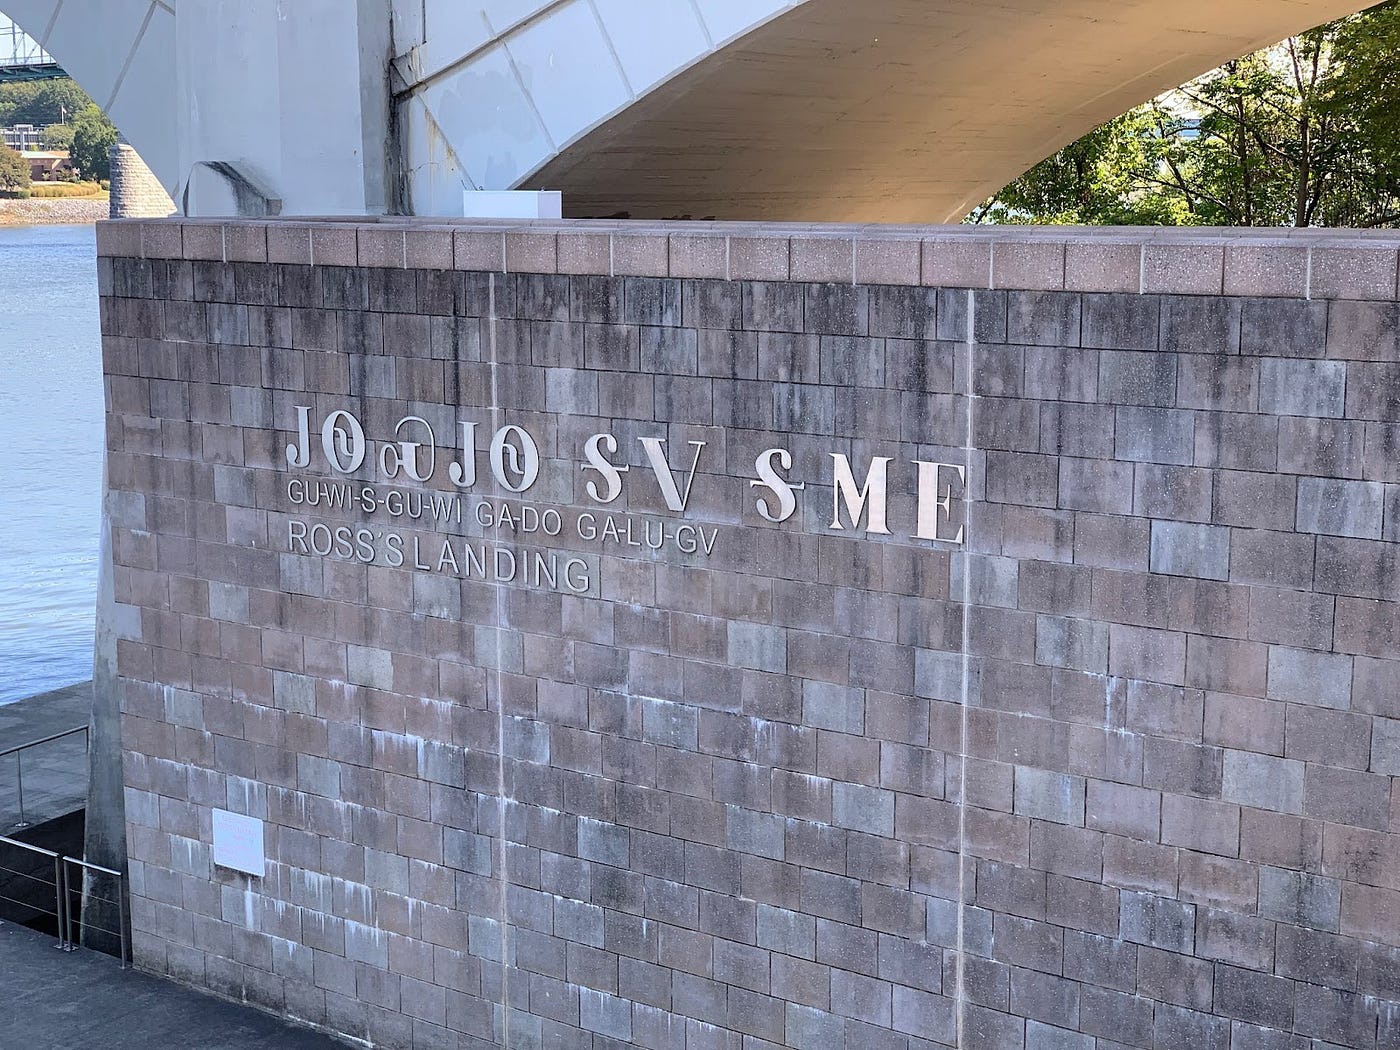 ᎫᏫᏍᎫᏫ ᎦᏙ ᎦᎷᎬ
GU-WI-S-GU-WI GA-DO GA-LU-GV
ROSS'S LANDING